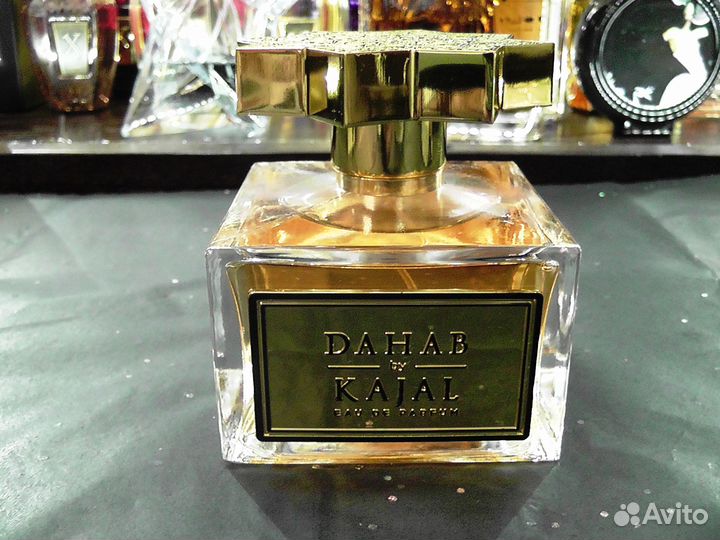 X
DAHAB
by
KAJAL
EAU DE PARFUM
Avito